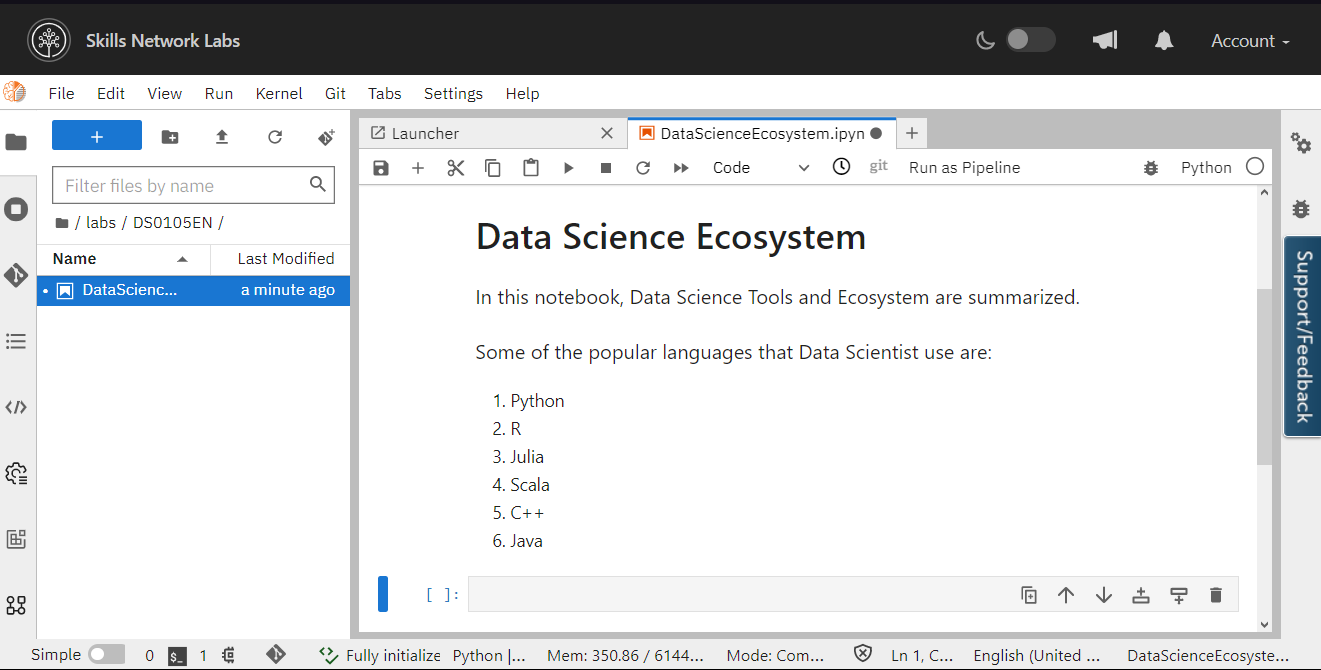 Skills Network Labs
Account
File Edit View Run Kernel Git Tabs Settings Help
+
Launcher
DataScienceEcosystem.ipyn
Filter files by name
Code
git
Run as Pipeline
Python
/ labs / DS0105EN /
Name
Last Modified
DataScienc...
a minute ago
Data Science Ecosystem
In this notebook, Data Science Tools and Ecosystem are summarized.
Some of the popular languages that Data Scientist use are:
1. Python
2. R
3. Julia
4. Scala
5. C++
6. Java
[ ]:
Support/Feedback
Simple 0 $_ 1 Fully initialize Python |... Mem: 350.86 / 6144... Mode: Com... Ln 1, C... English (United ... DataScienceEcosyste...